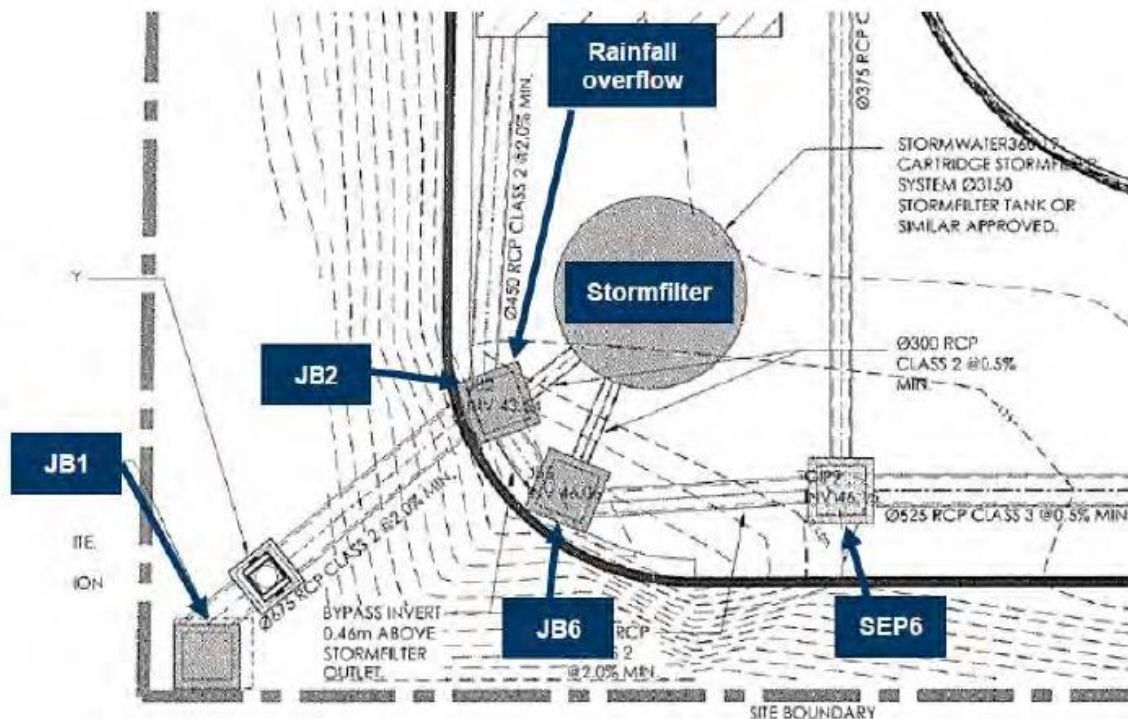 Rainfall
overflow
Ø375 RCP C
Ø450 RCP CLASS 2 @2.0% MIN.
CARTRIDGE
SYSTEM Ø3150
STORMFILTER TANK OR
SIMILAR APPROVED.
Y
Stormfilter
Ø300 RCP
CLASS 2 @0.5%
MIN.
JB2
JB1
JB6
SEP6
Ø525 RCP CLASS 3 @0.5% MIN
Ø675 RCP CLASS 2 @2.0% MIN.
ITE.
ION
BYPASS INVERT
0.46m ABOVE
STORMFILTER
OUTLET.
RCP
@2.0% MIN.
SITE BOUNDARY